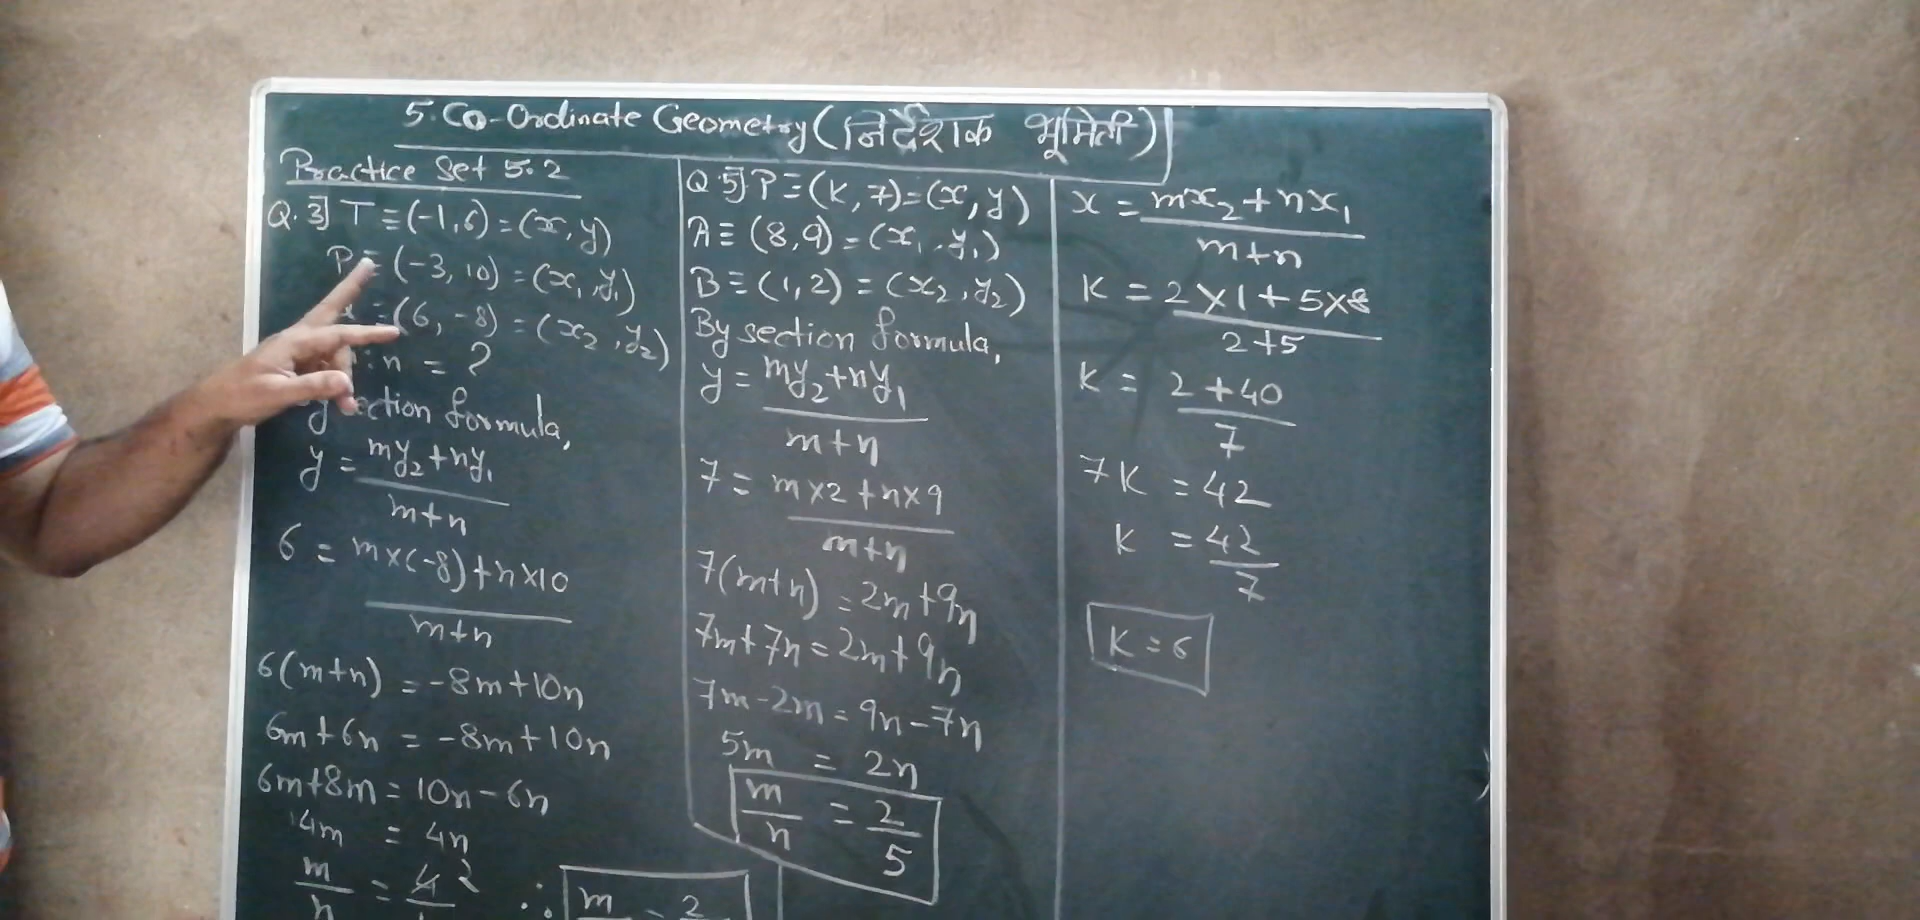 5. Co-Ordinate Geometry (निर्देशांक भूमिती)
Practice Set 5.2
Q. 3] T ≡ (-1, 6) = (x, y)
P ≡ (-3, 10) = (x₁, y₁)
≡ (6, -8) = (x₂, y₂)
: n = ?
section formula,
y = my₂ + ny₁
m+n
6 = m×(-8) + n×10
m+n
6(m+n) = -8m+10n
6m+6n = -8m+10n
6m+8m = 10n-6n
14m = 4n
m = 4 2
n
∴ m = 2
Q. 5] P ≡ (K, 7) = (x, y)
A ≡ (8, 9) = (x₁, y₁)
B ≡ (1, 2) = (x₂, y₂)
By section formula,
y = my₂ + ny₁
m+n
7 = m×2 + n×9
m+n
7(m+n) = 2m+9n
7m+7n = 2m+9n
7m-2m = 9n-7n
5m = 2n
m = 2
n 5
x = mx₂ + nx₁
m+n
K = 2×1 + 5×8
2+5
K = 2+40
7
7K = 42
K = 42
7
K = 6